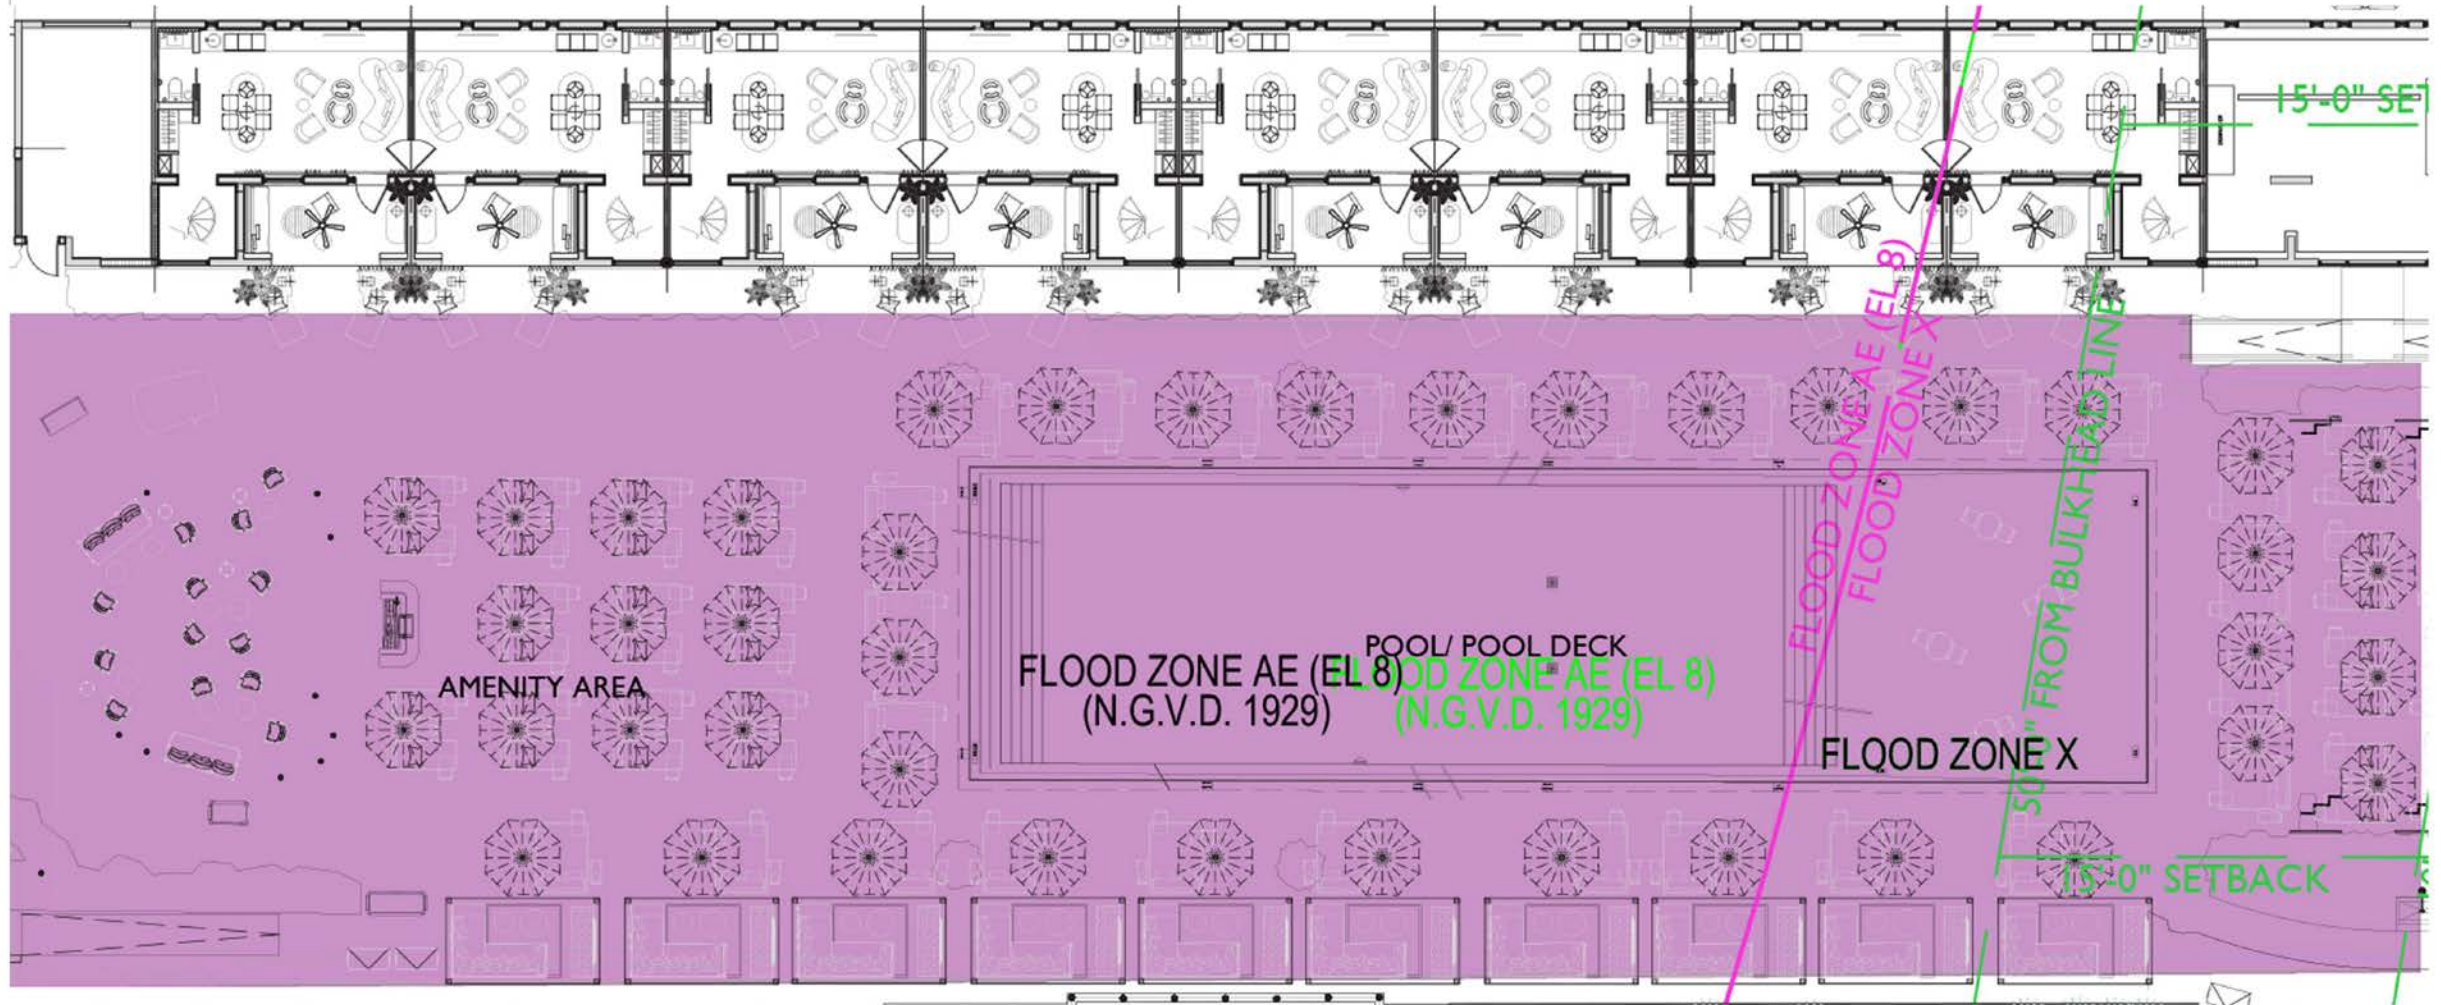 15'-0" SET
FLOOD ZONE AE (EL 8)
FLOOD ZONE X
50'-0" FROM BULKHEAD LINE
POOL/ POOL DECK
FLOOD ZONE AE (EL 8)
(N.G.V.D. 1929)
FLOOD ZONE AE (EL 8)
(N.G.V.D. 1929)
AMENITY AREA
FLOOD ZONE X
15'-0" SETBACK